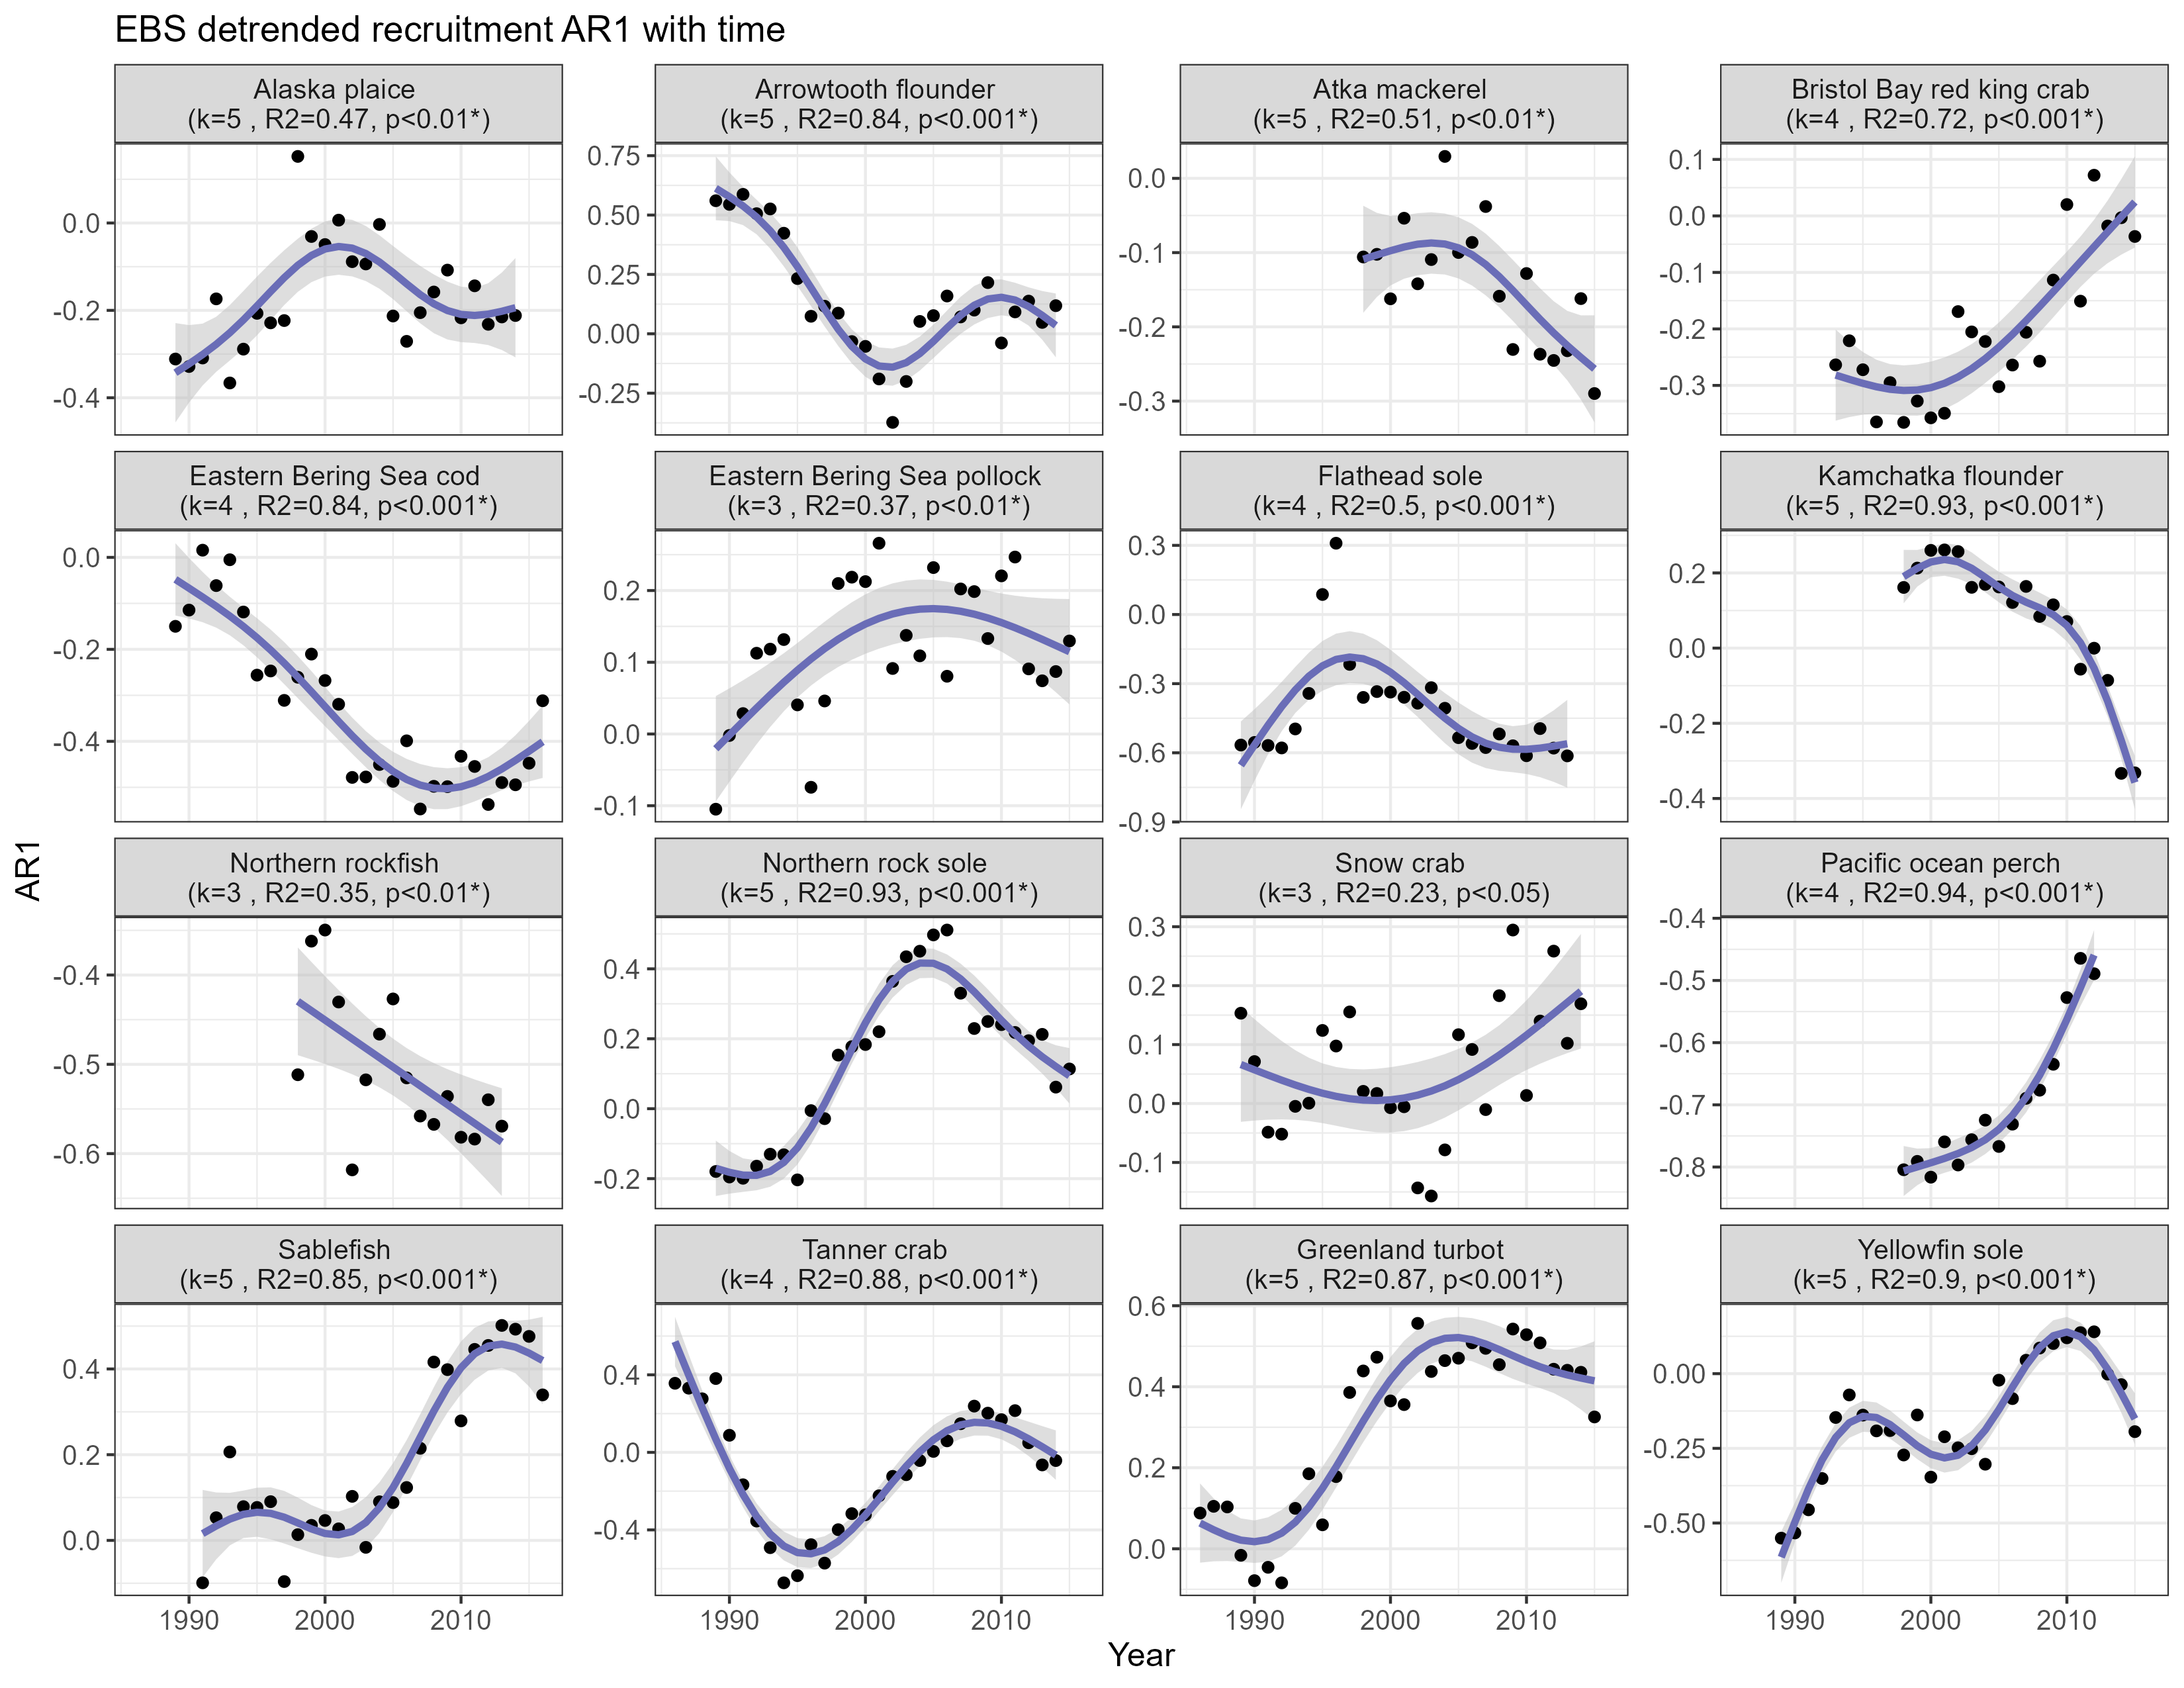 EBS detrended recruitment AR1 with time
Alaska plaice
(k=5 , R2=0.47, p<0.01*)
Arrowtooth flounder
(k=5 , R2=0.84, p<0.001*)
Atka mackerel
(k=5 , R2=0.51, p<0.01*)
Bristol Bay red king crab
(k=4 , R2=0.72, p<0.001*)
0.0
-0.2
-0.4
0.75
0.50
0.25
0.00
-0.25
0.0
-0.1
-0.2
-0.3
0.1
0.0
-0.1
-0.2
-0.3
Eastern Bering Sea cod
(k=4 , R2=0.84, p<0.001*)
Eastern Bering Sea pollock
(k=3 , R2=0.37, p<0.01*)
Flathead sole
(k=4 , R2=0.5, p<0.001*)
Kamchatka flounder
(k=5 , R2=0.93, p<0.001*)
0.0
-0.2
-0.4
0.2
0.1
0.0
-0.1
0.3
0.0
-0.3
-0.6
-0.9
0.2
0.0
-0.2
-0.4
Northern rockfish
(k=3 , R2=0.35, p<0.01*)
Northern rock sole
(k=5 , R2=0.93, p<0.001*)
Snow crab
(k=3 , R2=0.23, p<0.05)
Pacific ocean perch
(k=4 , R2=0.94, p<0.001*)
-0.4
-0.5
-0.6
0.4
0.2
0.0
-0.2
0.3
0.2
0.1
0.0
-0.1
-0.4
-0.5
-0.6
-0.7
-0.8
Sablefish
(k=5 , R2=0.85, p<0.001*)
Tanner crab
(k=4 , R2=0.88, p<0.001*)
Greenland turbot
(k=5 , R2=0.87, p<0.001*)
Yellowfin sole
(k=5 , R2=0.9, p<0.001*)
0.4
0.2
0.0
0.4
0.0
-0.4
0.6
0.4
0.2
0.0
0.00
-0.25
-0.50
1990 2000 2010
1990 2000 2010
1990 2000 2010
1990 2000 2010
Year
AR1